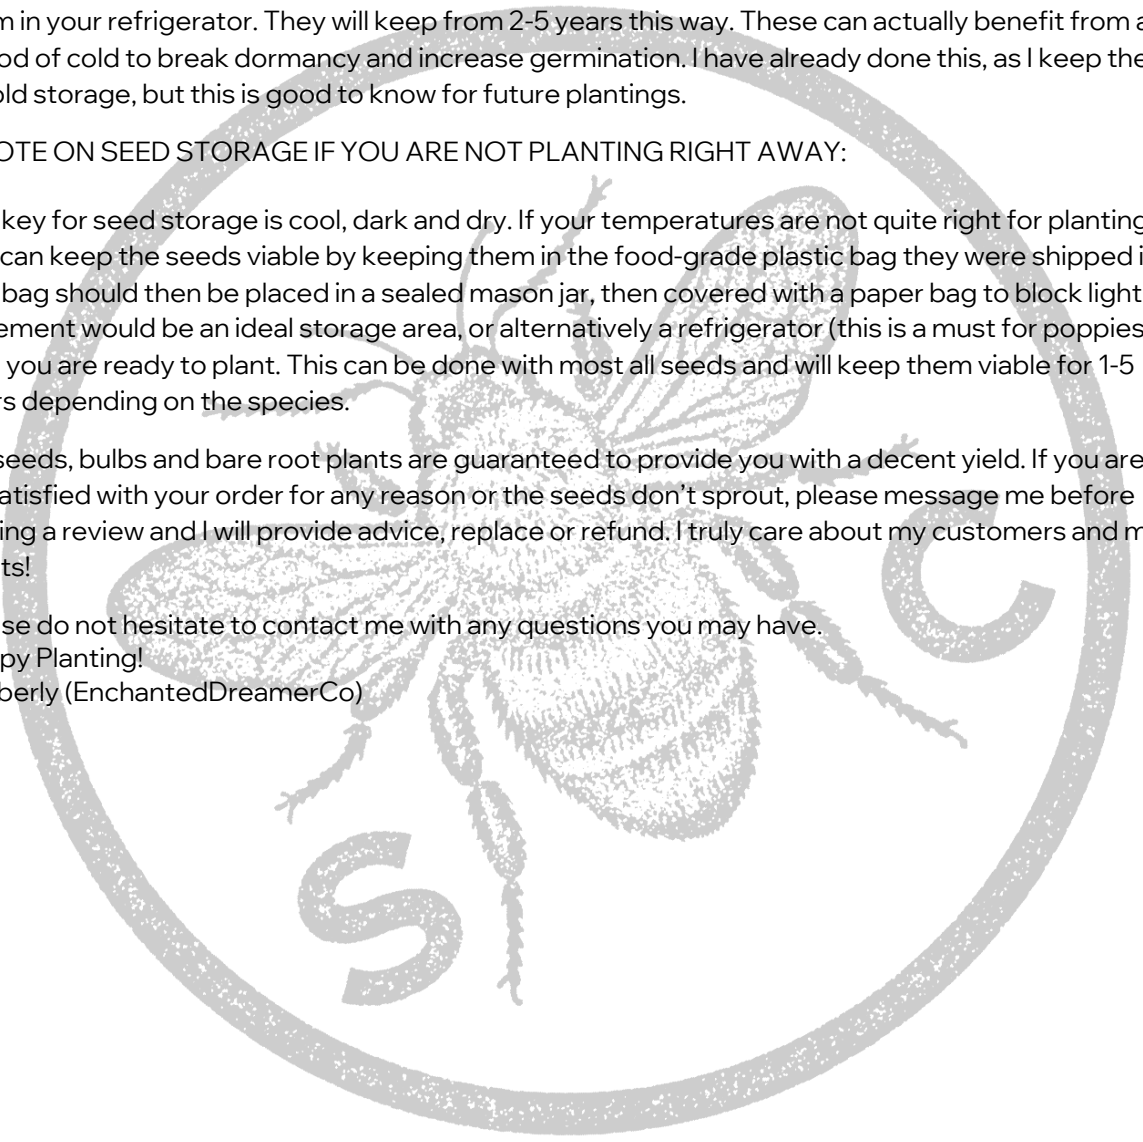 m in your refrigerator. They will keep from 2-5 years this way. These can actually benefit from a
od of cold to break dormancy and increase germination. I have already done this, as I keep the
old storage, but this is good to know for future plantings.
OTE ON SEED STORAGE IF YOU ARE NOT PLANTING RIGHT AWAY:
key for seed storage is cool, dark and dry. If your temperatures are not quite right for planting
can keep the seeds viable by keeping them in the food-grade plastic bag they were shipped i
bag should then be placed in a sealed mason jar, then covered with a paper bag to block light
ement would be an ideal storage area, or alternatively a refrigerator (this is a must for poppies
you are ready to plant. This can be done with most all seeds and will keep them viable for 1-5
rs depending on the species.
seeds, bulbs and bare root plants are guaranteed to provide you with a decent yield. If you are
atisfied with your order for any reason or the seeds don’t sprout, please message me before
ing a review and I will provide advice, replace or refund. I truly care about my customers and m
ts!
se do not hesitate to contact me with any questions you may have.
py Planting!
berly (EnchantedDreamerCo)
S C